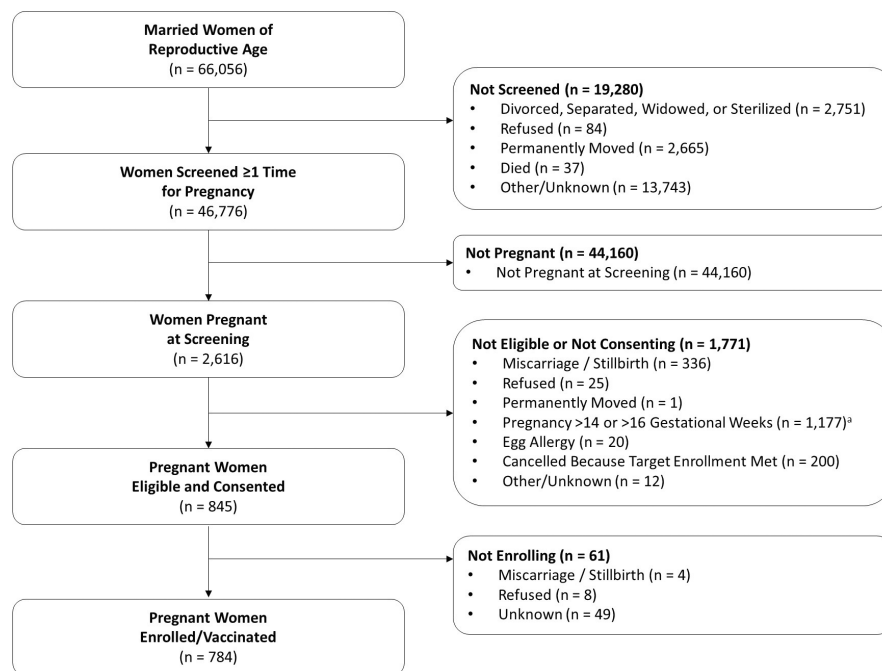 Married Women of
Reproductive Age
(n = 66,056)
Not Screened (n = 19,280)
• Divorced, Separated, Widowed, or Sterilized (n = 2,751)
• Refused (n = 84)
• Permanently Moved (n = 2,665)
• Died (n = 37)
• Other/Unknown (n = 13,743)
Women Screened ≥1 Time
for Pregnancy
(n = 46,776)
Not Pregnant (n = 44,160)
• Not Pregnant at Screening (n = 44,160)
Women Pregnant
at Screening
(n = 2,616)
Not Eligible or Not Consenting (n = 1,771)
• Miscarriage / Stillbirth (n = 336)
• Refused (n = 25)
• Permanently Moved (n = 1)
• Pregnancy >14 or >16 Gestational Weeks (n = 1,177)ᵃ
• Egg Allergy (n = 20)
• Cancelled Because Target Enrollment Met (n = 200)
• Other/Unknown (n = 12)
Pregnant Women
Eligible and Consented
(n = 845)
Not Enrolling (n = 61)
• Miscarriage / Stillbirth (n = 4)
• Refused (n = 8)
• Unknown (n = 49)
Pregnant Women
Enrolled/Vaccinated
(n = 784)